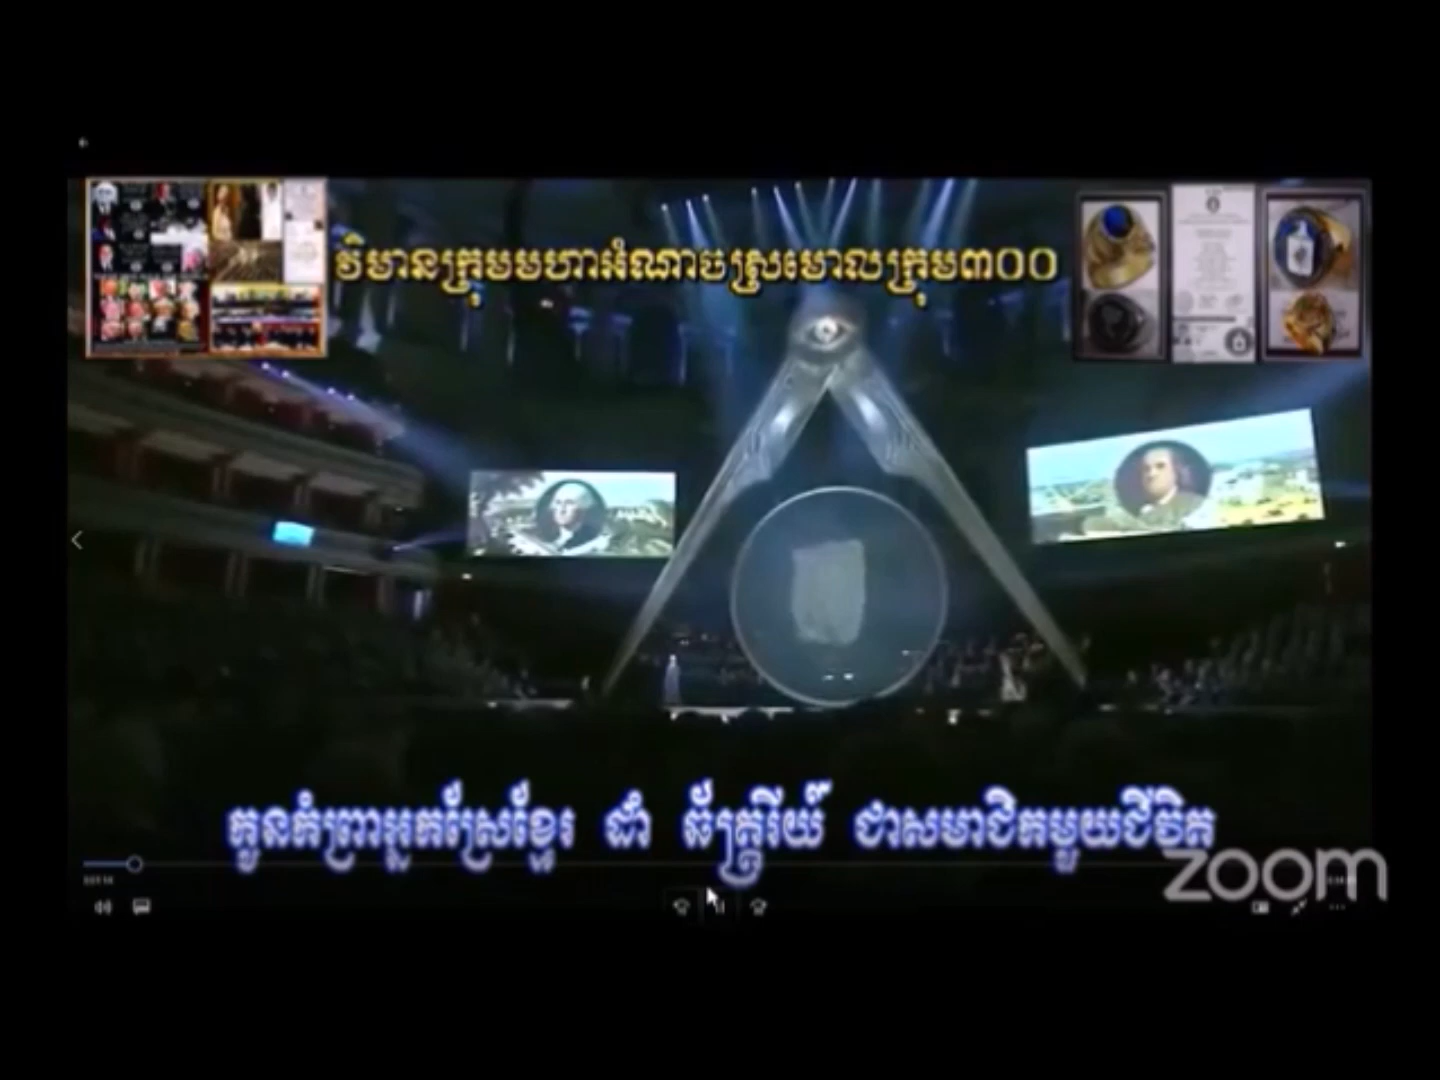 វិមានក្រុមមហាអំណាចស្រមោលក្រុម៣០០
កូនកំព្រាអ្នកស្រែខ្មែរ ដាំ ឆ័ត្រីយ៍ ជាសមាជិកមួយជីវិត
zoom